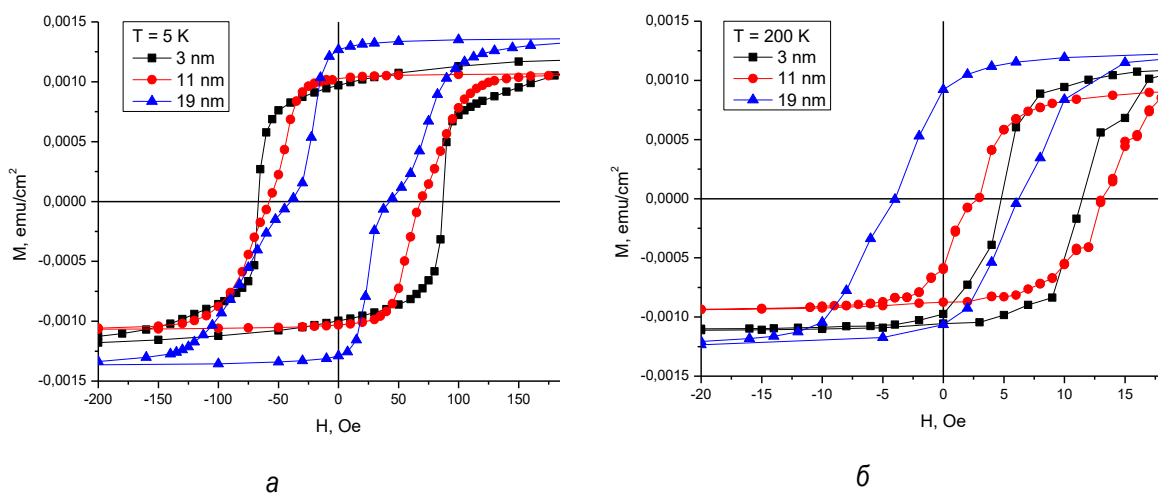 T = 5 K
3 nm
11 nm
19 nm
0,0015
0,0010
0,0005
0,000
-0,0005
-0,0010
-0,0015
M, emu/cm²
-200 -150 -100 -50 0 50 100 150
H, Oe
а
T = 200 K
3 nm
11 nm
19 nm
0,0015
0,0010
0,0005
0,000
-0,0005
-0,0010
-0,0015
M, emu/cm²
-20 -15 -10 -5 0 5 10 15
H, Oe
б